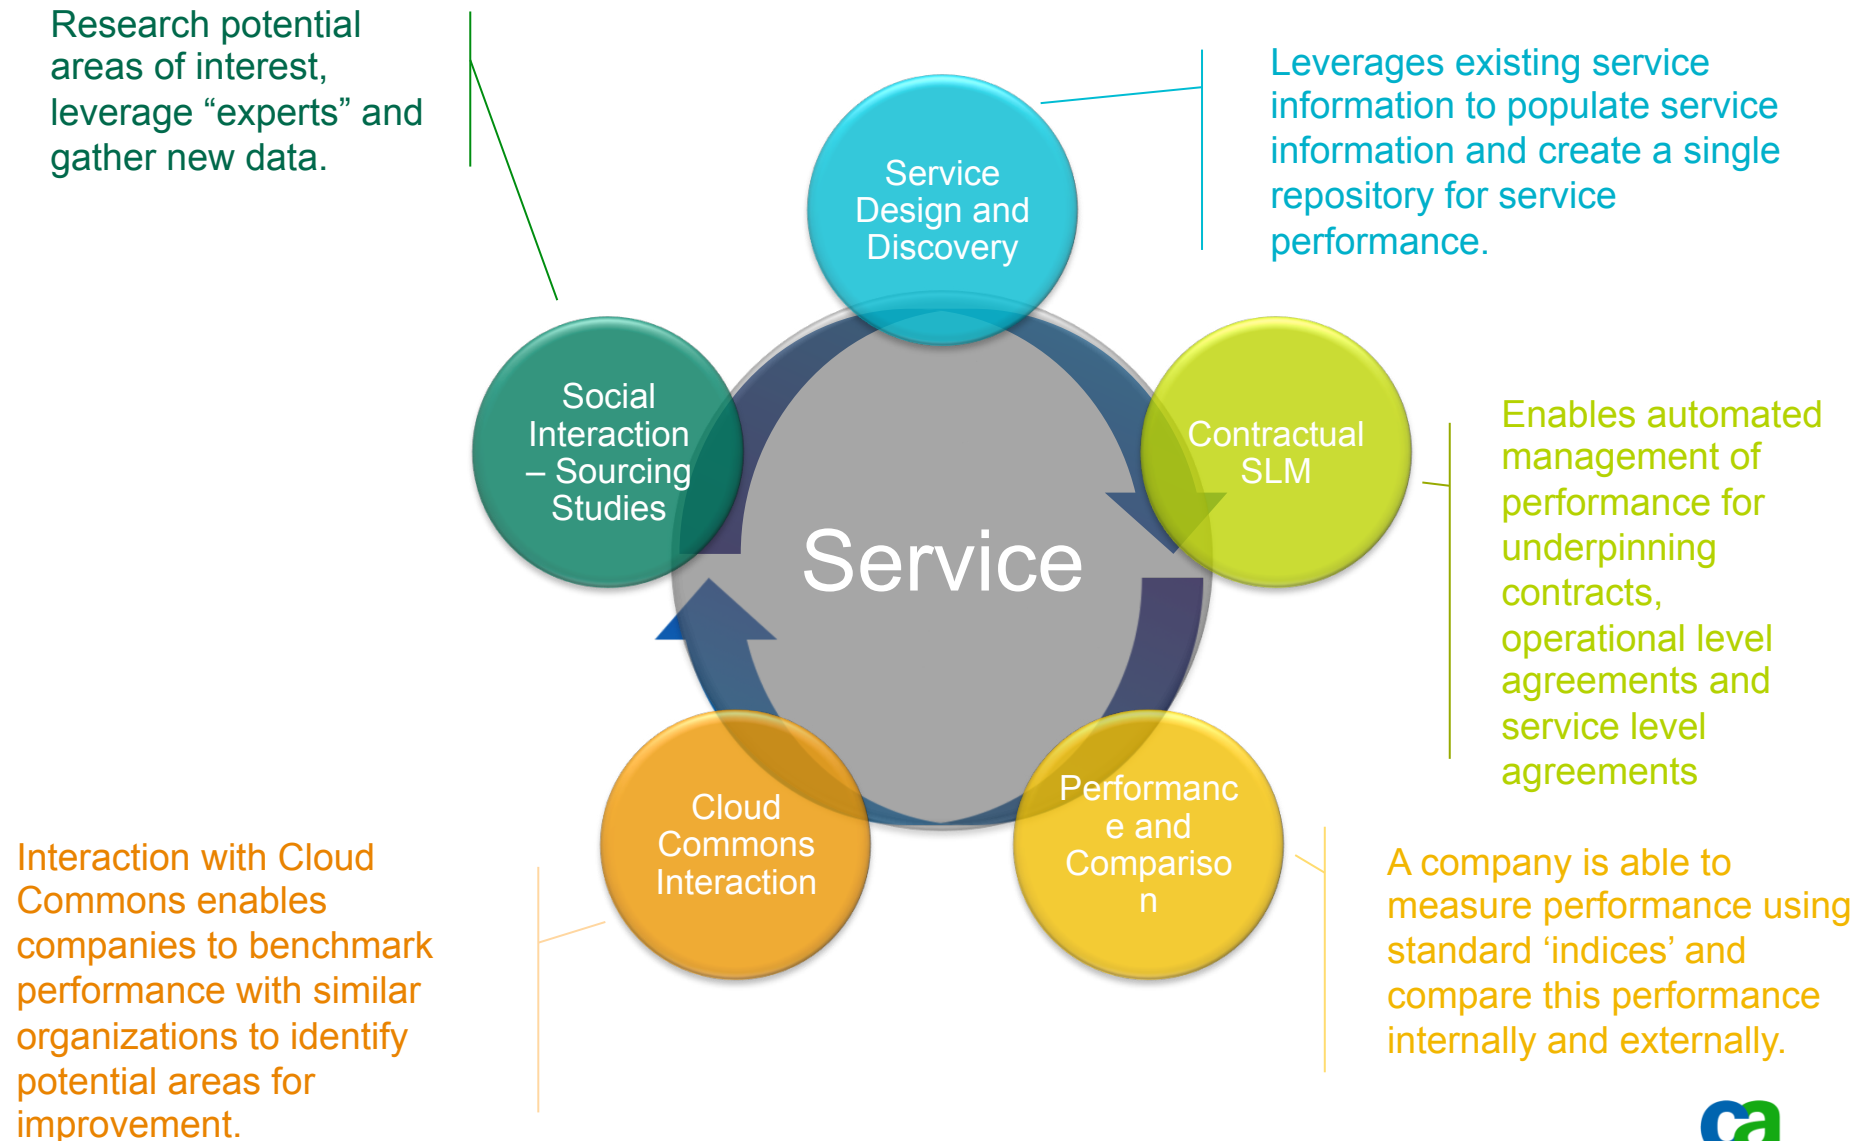 Research potential
areas of interest,
leverage “experts” and
gather new data.
Leverages existing service
information to populate service
information and create a single
repository for service
performance.
Service
Design and
Discovery
Social
Interaction
– Sourcing
Studies
Contractual
SLM
Service
Enables automated
management of
performance for
underpinning
contracts,
operational level
agreements and
service level
agreements
Cloud
Commons
Interaction
Performanc
e and
Compariso
n
Interaction with Cloud
Commons enables
companies to benchmark
performance with similar
organizations to identify
potential areas for
improvement.
A company is able to
measure performance using
standard ‘indices’ and
compare this performance
internally and externally.
ca